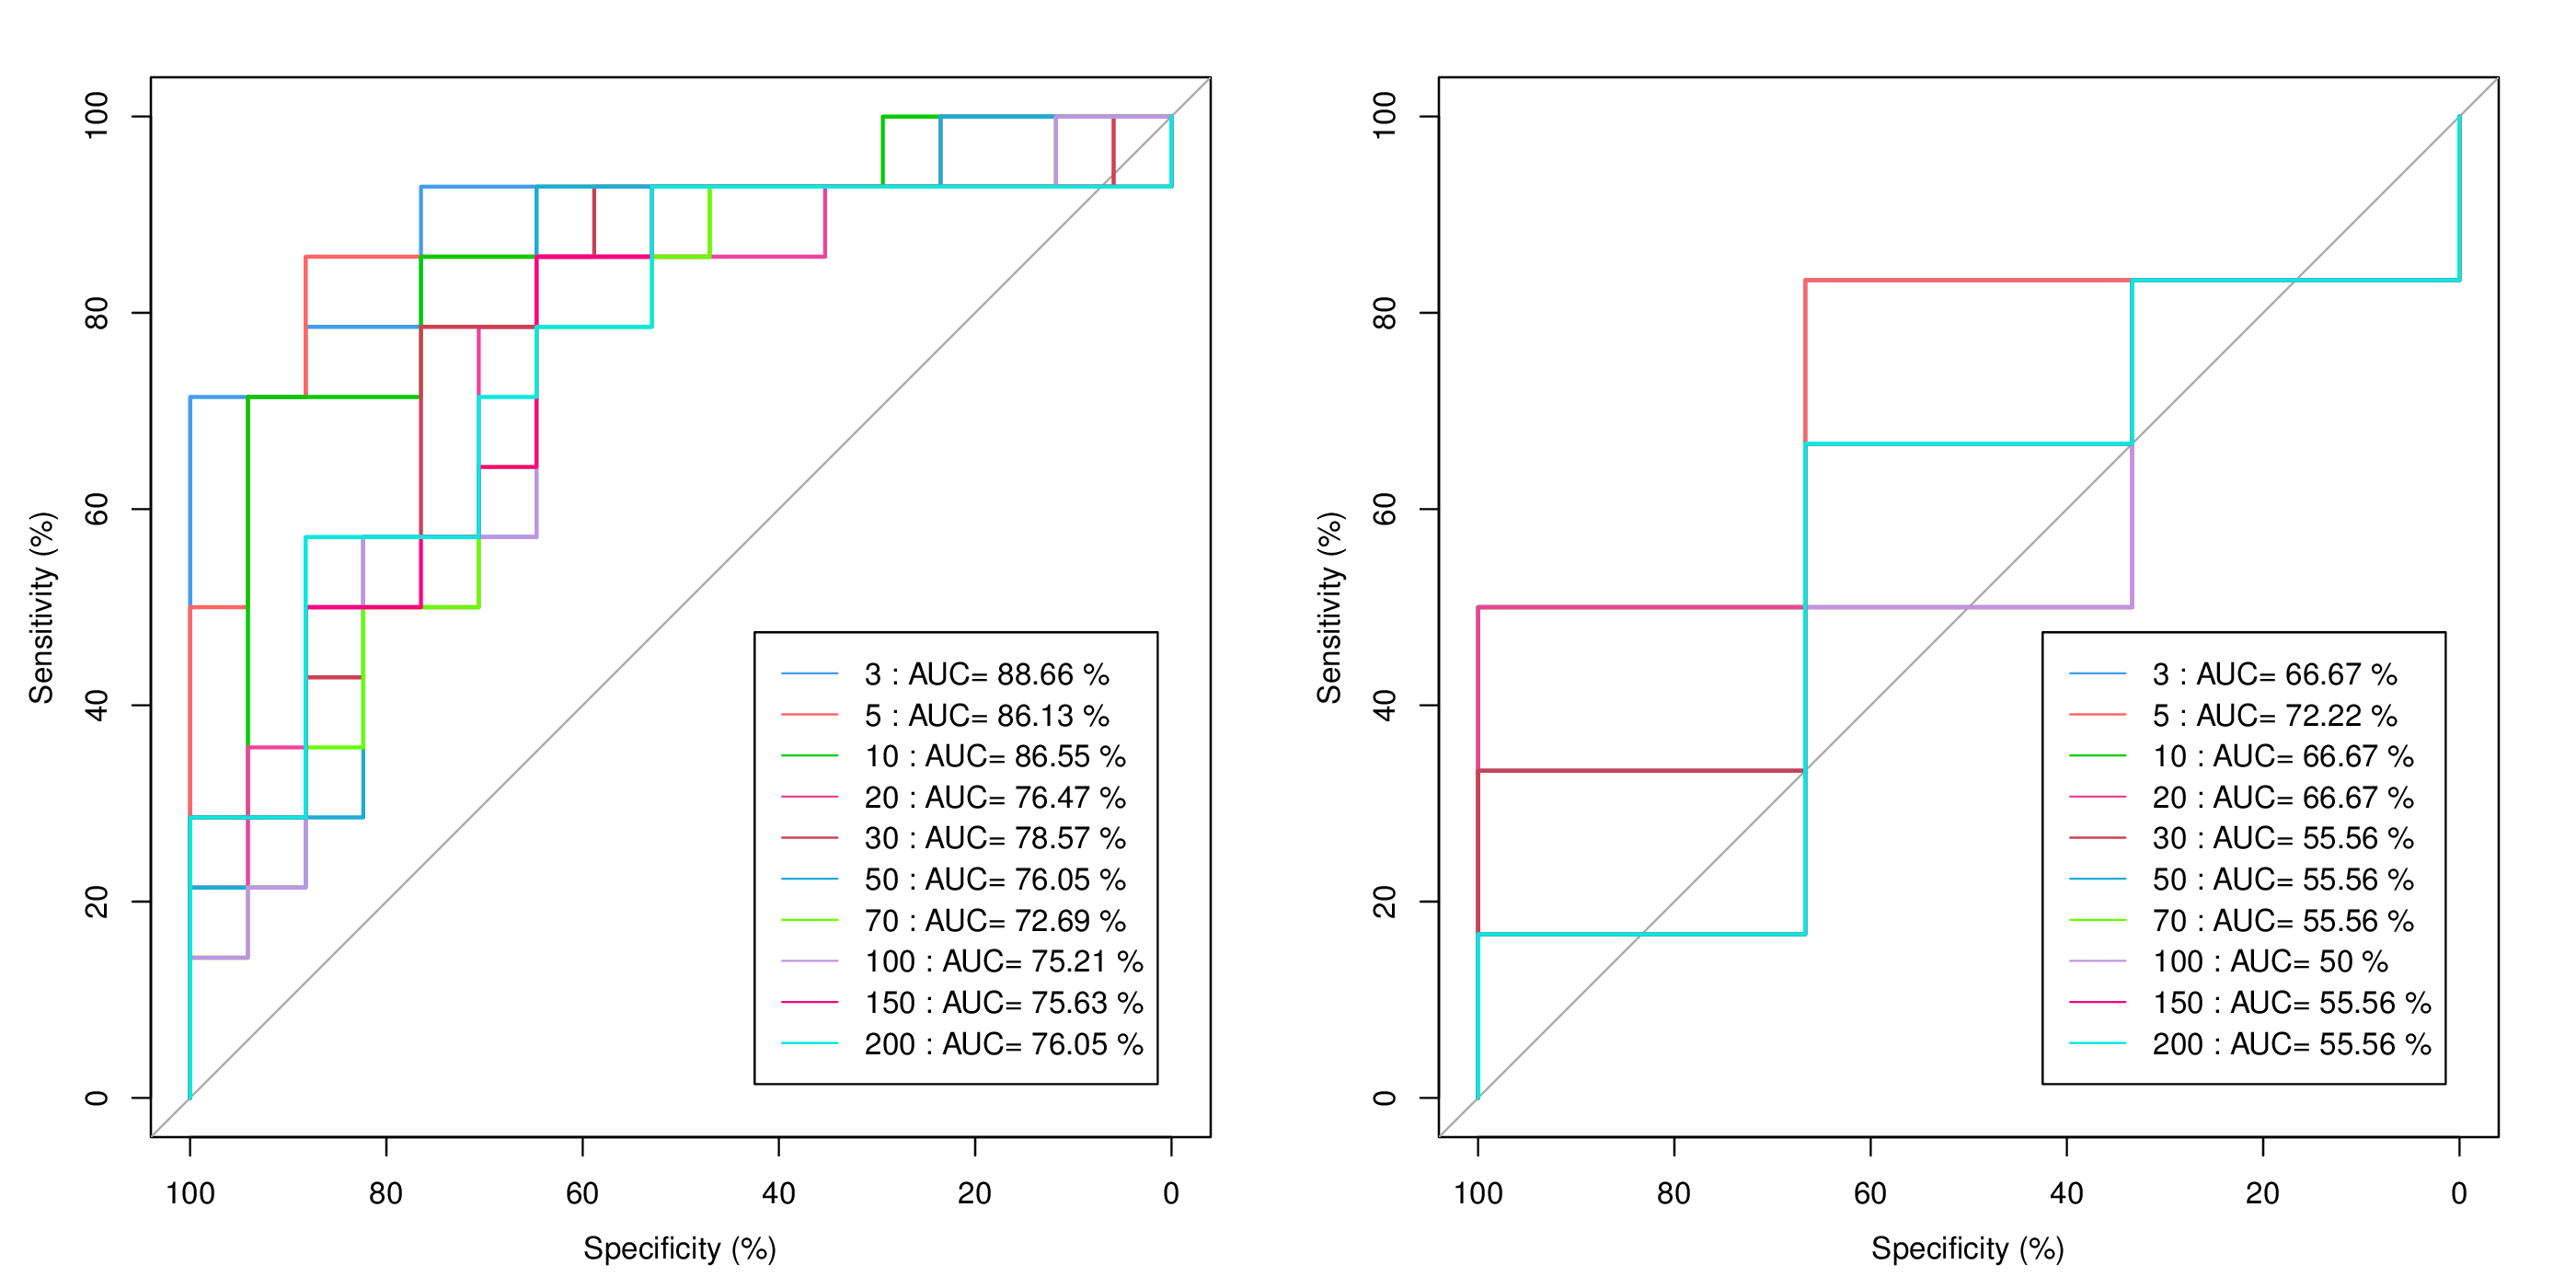 100
80
60
40
20
0
Sensitivity (%)
3 : AUC= 88.66 %
5 : AUC= 86.13 %
10 : AUC= 86.55 %
20 : AUC= 76.47 %
30 : AUC= 78.57 %
50 : AUC= 76.05 %
70 : AUC= 72.69 %
100 : AUC= 75.21 %
150 : AUC= 75.63 %
200 : AUC= 76.05 %
100 80 60 40 20 0
Specificity (%)
100
80
60
40
20
0
Sensitivity (%)
3 : AUC= 66.67 %
5 : AUC= 72.22 %
10 : AUC= 66.67 %
20 : AUC= 66.67 %
30 : AUC= 55.56 %
50 : AUC= 55.56 %
70 : AUC= 55.56 %
100 : AUC= 50 %
150 : AUC= 55.56 %
200 : AUC= 55.56 %
100 80 60 40 20 0
Specificity (%)